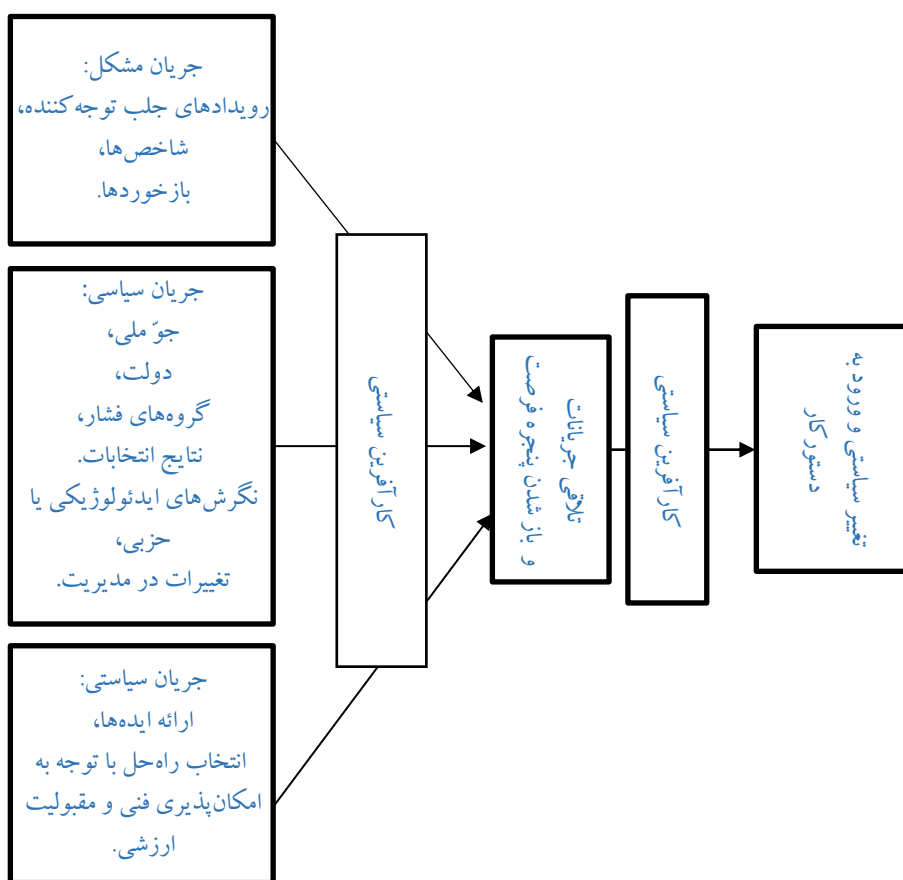 جریان مشکل:
رویدادهای جلب توجه‌کننده،
شاخص‌ها،
بازخوردها.
جریان سیاسی:
جوّ ملی،
دولت،
گروه‌های فشار،
نتایج انتخابات.
نگرش‌های ایدئولوژیکی یا
حزبی،
تغییرات در مدیریت.
جریان سیاستی:
ارائه ایده‌ها،
انتخاب راه‌حل با توجه به
امکان‌پذیری فنی و مقبولیت
ارزشی.
کارآفرین سیاستی
تلاقی جریانات
و باز شدن پنجره فرصت
کارآفرین سیاستی
تغییر سیاستی و ورود به
دستور کار